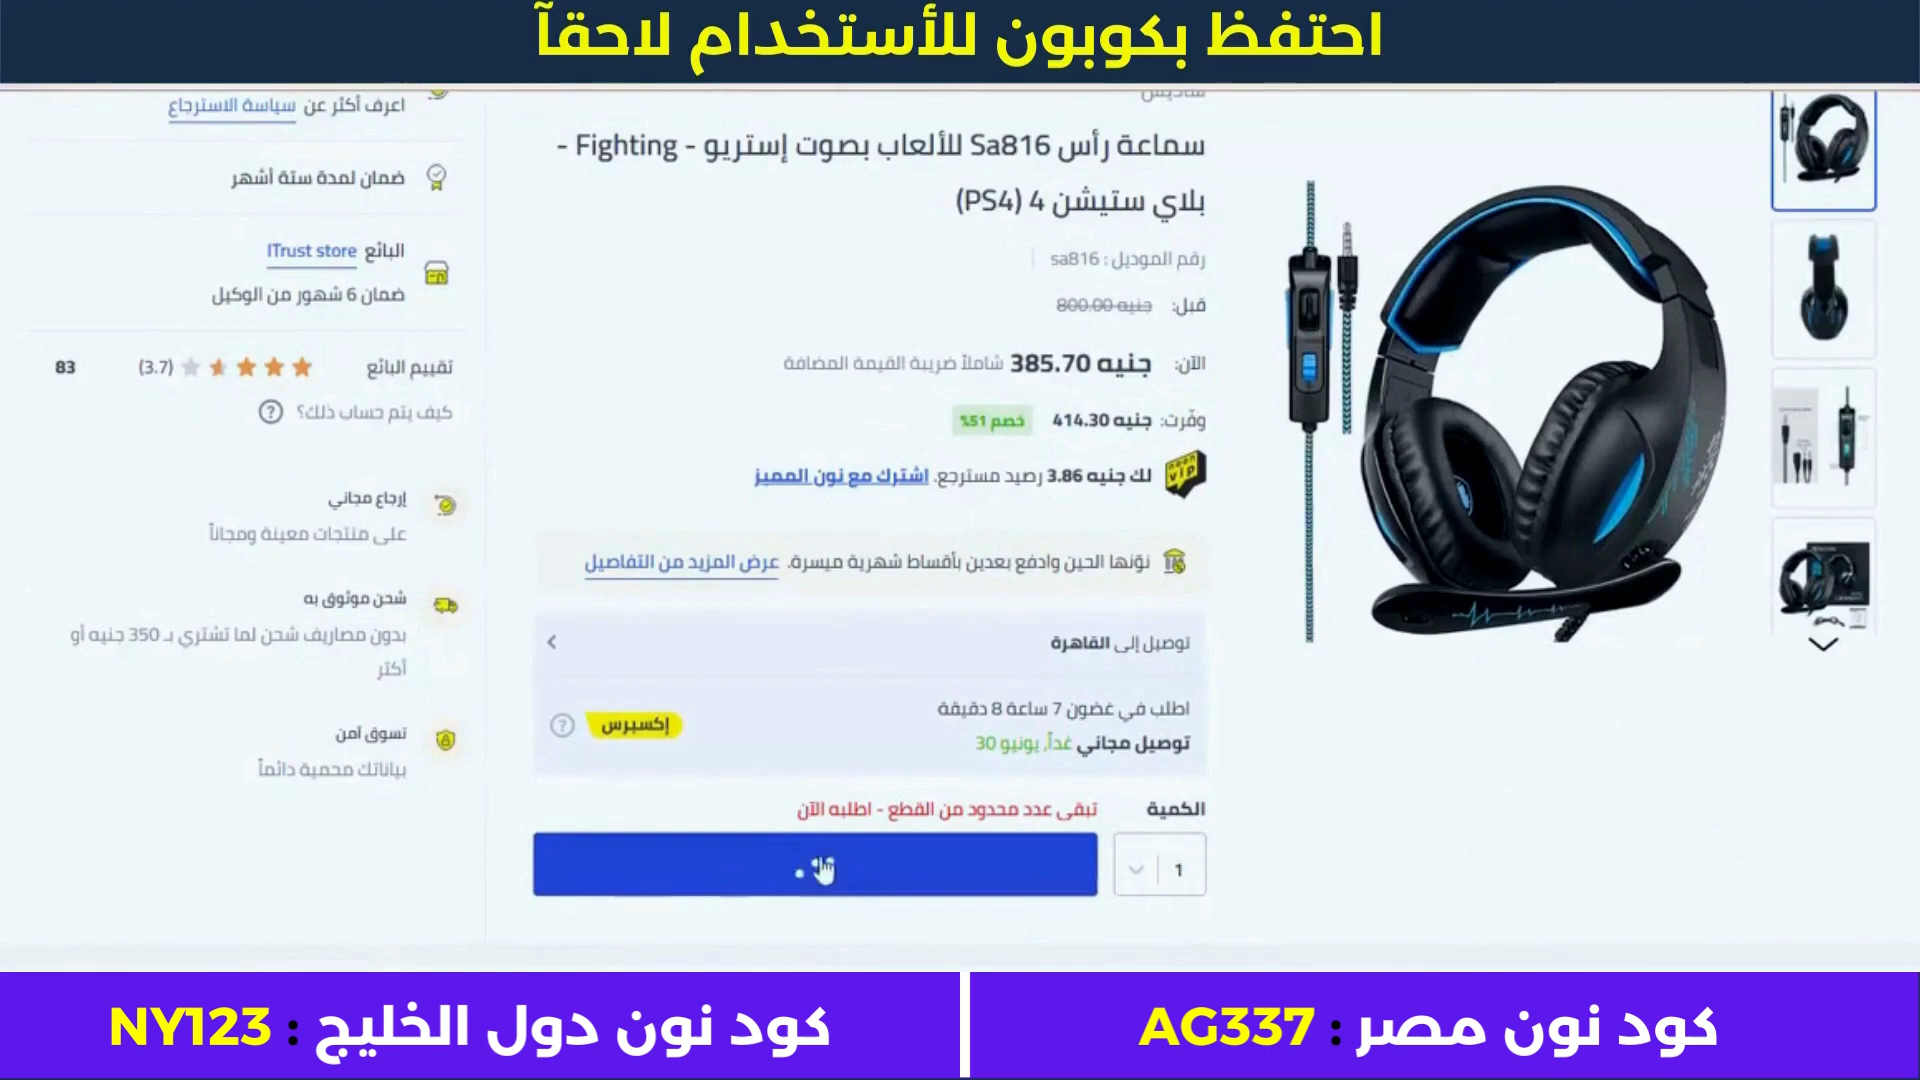 احتفظ بكوبون للأستخدام لاحقاً
ساديس
سماعة رأس Sa816 للألعاب بصوت إستريو - Fighting -
بلاي ستيشن 4 (PS4)
رقم الموديل : sa816
قبل: جنيه 800.00
الآن: جنيه 385.70 شاملاً ضريبة القيمة المضافة
وفّرت: جنيه 414.30 خصم 51%
noon vip
لك جنيه 3.86 رصيد مسترجع. اشترك مع نون المميز
نوّنها الحين وادفع بعدين بأقساط شهرية ميسرة. عرض المزيد من التفاصيل
توصيل إلى القاهرة
اطلب في غضون 7 ساعة 8 دقيقة
توصيل مجاني غداً, يونيو 30
إكسبرس
الكمية
تبقى عدد محدود من القطع - اطلبه الآن
1
اعرف أكثر عن سياسة الاسترجاع
ضمان لمدة ستة أشهر
البائع ITrust store
ضمان 6 شهور من الوكيل
تقييم البائع (3.7) 83
كيف يتم حساب ذلك؟
إرجاع مجاني
على منتجات معينة ومجاناً
شحن موثوق به
بدون مصاريف شحن لما تشتري بـ 350 جنيه أو
أكثر
تسوق آمن
بياناتك محمية دائماً
كود نون مصر : AG337
كود نون دول الخليج : NY123